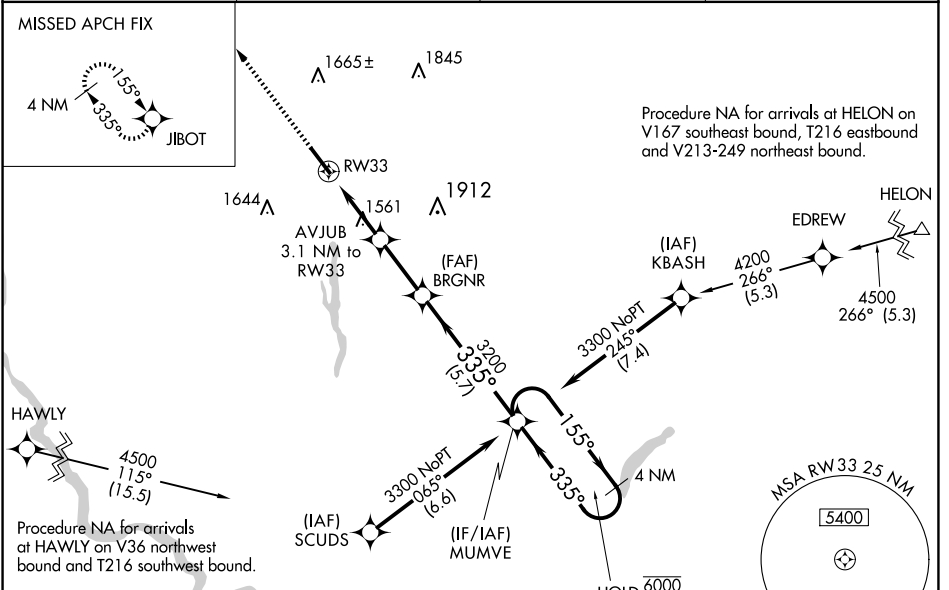 MISSED APCH FIX
155°
4 NM
335°
JIBOT
1665±
1845
Procedure NA for arrivals at HELON on
V167 southeast bound, T216 eastbound
and V213-249 northeast bound.
RW33
1644
1561
1912
AVJUB
3.1 NM to
RW33
(FAF)
BRGNR
HELON
EDREW
(IAF)
KBASH
4200
266°
(5.3)
4500
266° (5.3)
3300 NoPT
245°
(7.4)
3200
335°
(5.7)
HAWLY
4500
115°
(15.5)
155°
4 NM
335°
3300 NoPT
065°
(6.6)
(IAF)
SCUDS
(IF/IAF)
MUMVE
Procedure NA for arrivals
at HAWLY on V36 northwest
bound and T216 southwest bound.
MSA RW33 25 NM
5400
HOLD 6000